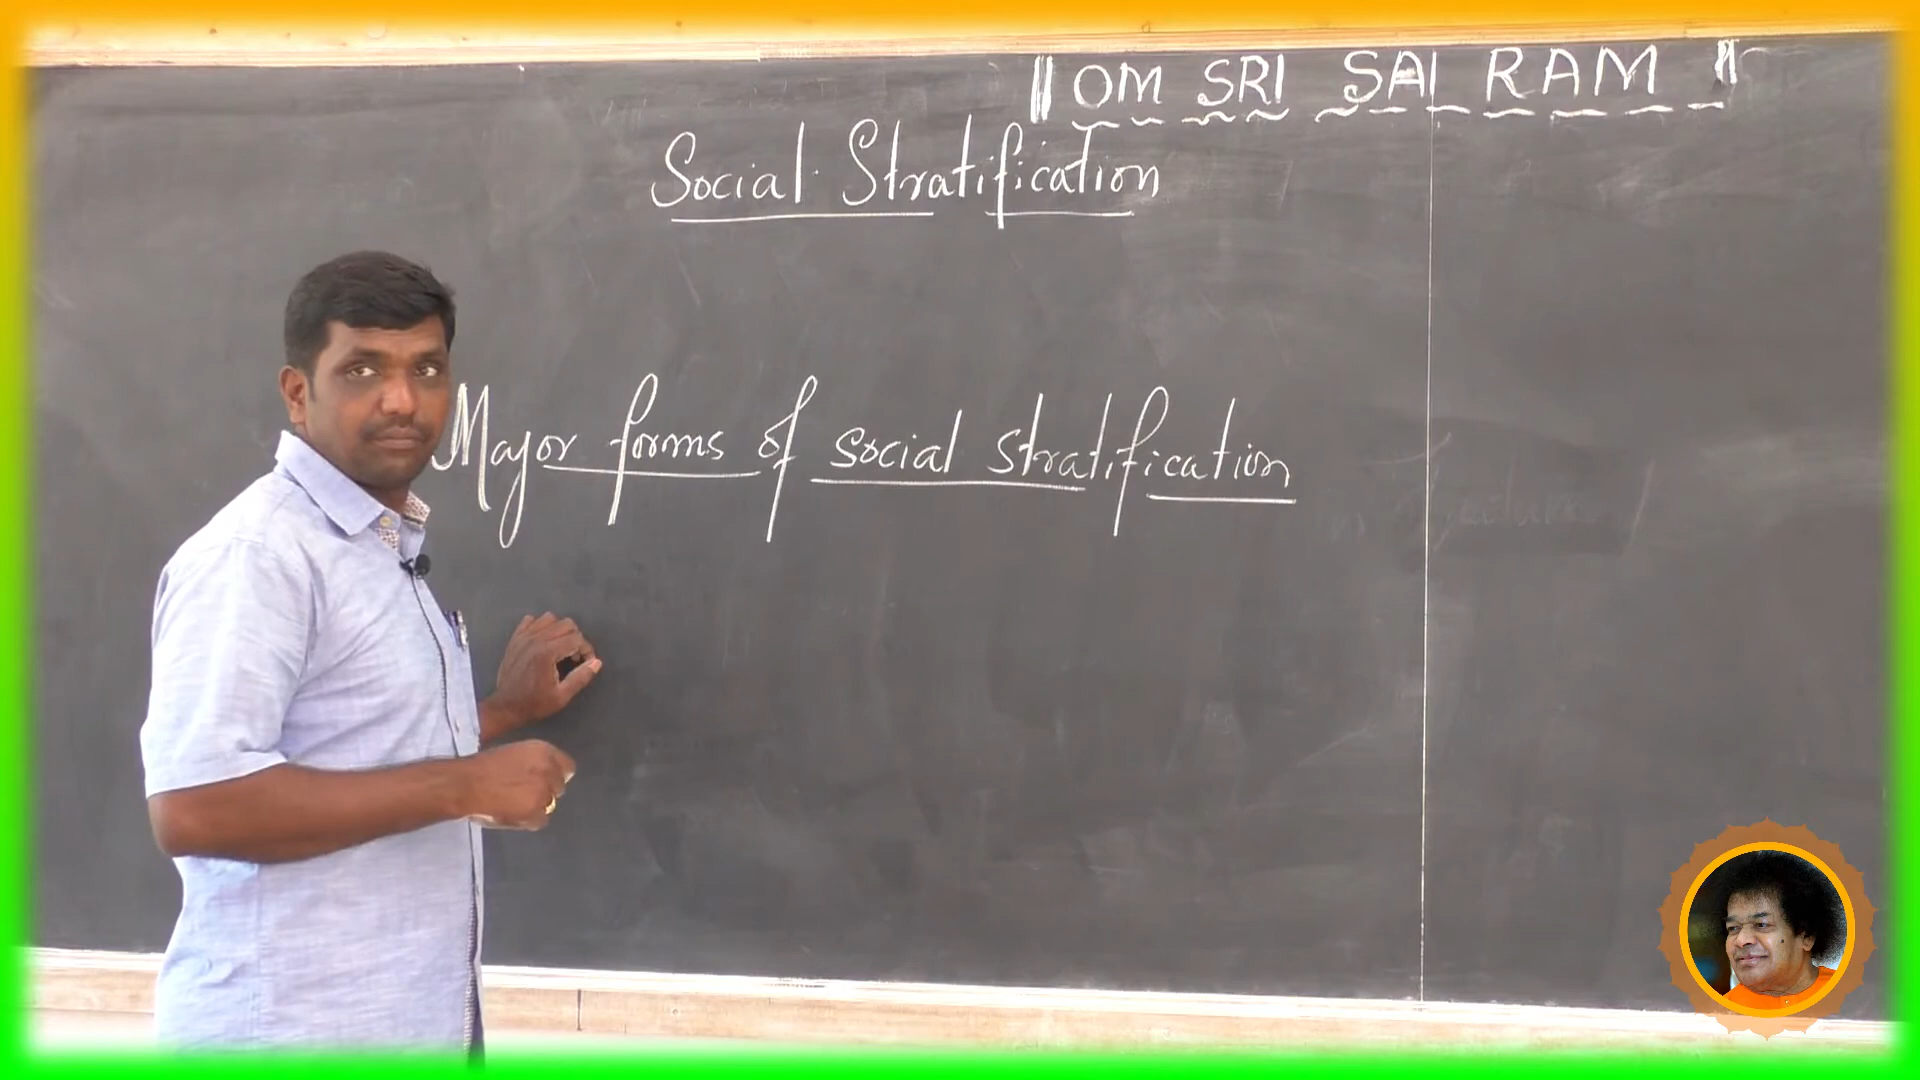 || OM SRI SAI RAM ||
Social Stratification
Major forms of social stratification